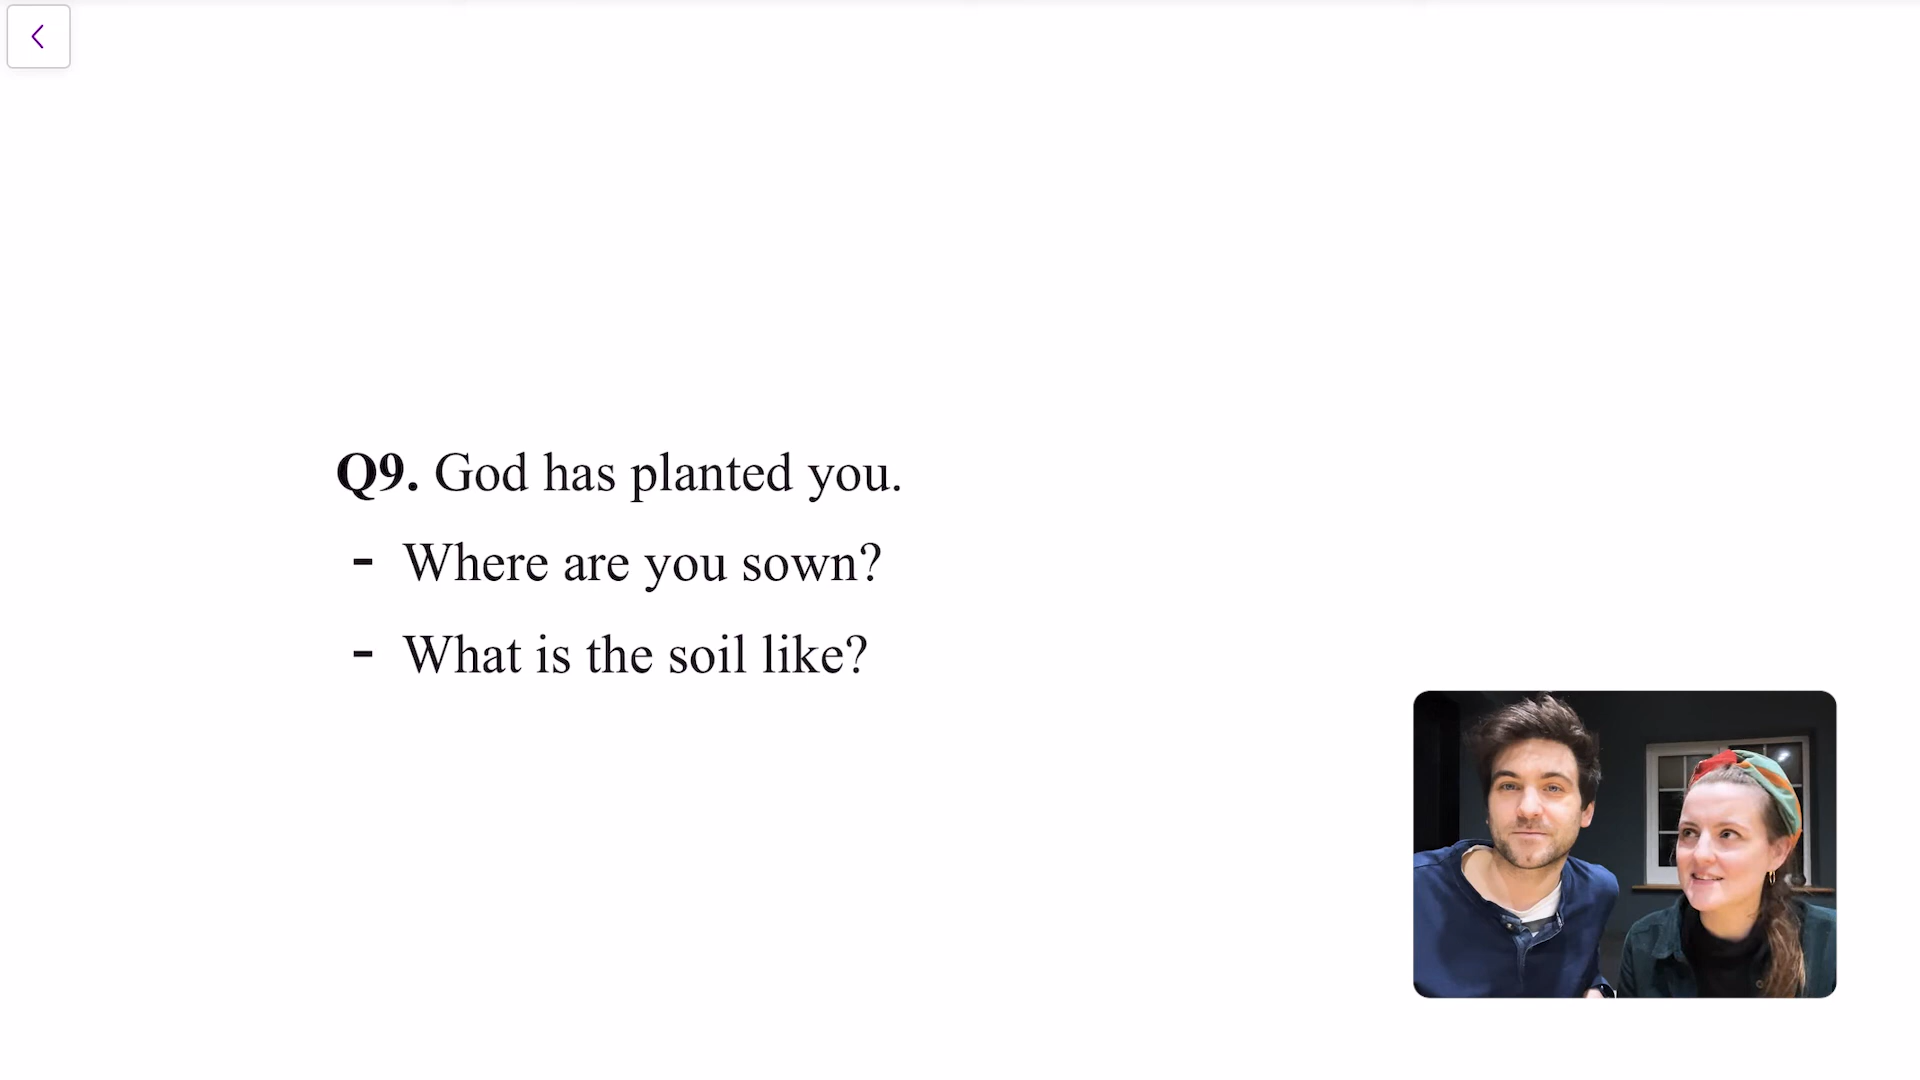 Q9. God has planted you.
- Where are you sown?
- What is the soil like?